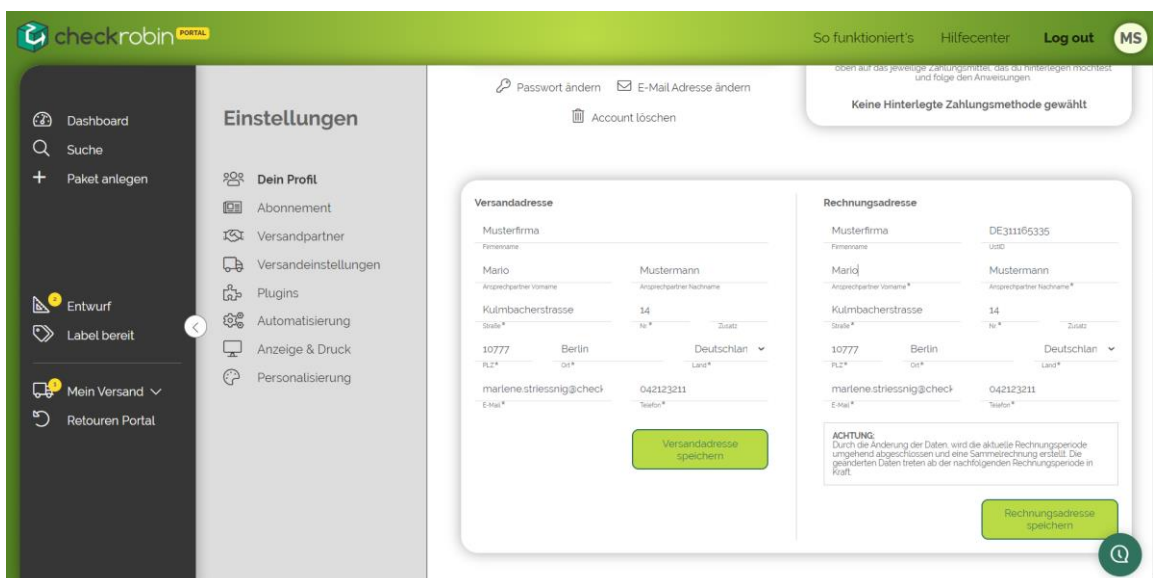 checkrobin PORTAL
So funktioniert's
Hilfecenter
Log out
MS
Dashboard
Suche
Paket anlegen
2
Entwurf
Label bereit
Mein Versand
Retouren Portal
Einstellungen
Dein Profil
Abonnement
Versandpartner
Versandeinstellungen
Plugins
Automatisierung
Anzeige & Druck
Personalisierung
Passwort ändern
E-Mail Adresse ändern
Account löschen
oben auf das jeweilige Zahlungsmittel, das du hinterlegen möchtest
und folge den Anweisungen.
Keine Hinterlegte Zahlungsmethode gewählt
Versandadresse
Musterfirma
Firmenname
Mario Mustermann
Ansprechpartner Vorname Ansprechpartner Nachname
Kulmbacherstrasse 14
Straße * Nr. * Zusatz
10777 Berlin Deutschlan
PLZ * Ort * Land *
marlene.striessnig@check 042123211
E-Mail * Telefon *
Versandadresse
speichern
Rechnungsadresse
Musterfirma DE311165335
Firmenname UstID
Mario Mustermann
Ansprechpartner Vorname * Ansprechpartner Nachname *
Kulmbacherstrasse 14
Straße * Nr. * Zusatz
10777 Berlin Deutschlan
PLZ * Ort * Land *
marlene.striessnig@check 042123211
E-Mail * Telefon *
ACHTUNG:
Durch die Änderung der Daten, wird die aktuelle Rechnungsperiode
umgehend abgeschlossen und eine Sammelrechnung erstellt. Die
geänderten Daten treten ab der nachfolgenden Rechnungsperiode in
Kraft.
Rechnungsadresse
speichern